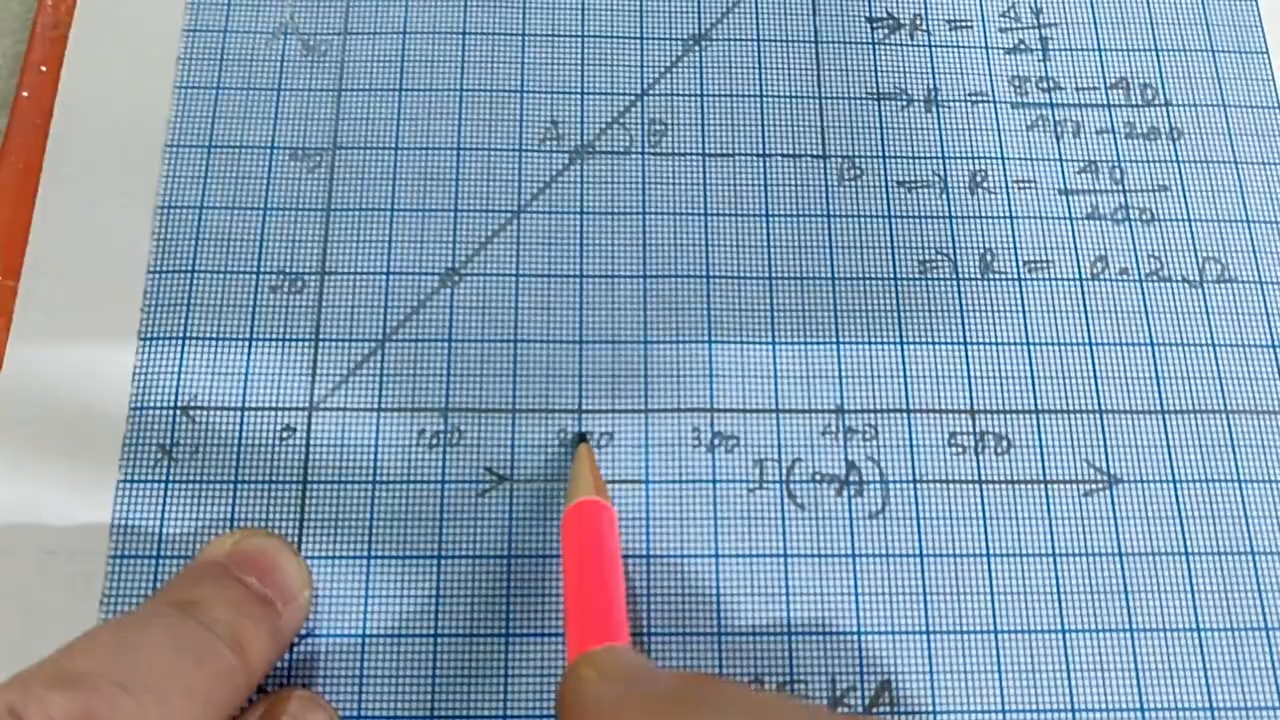 ⇒ R = ΔV/ΔI
⇒ R = 80 - 40/400 - 200
A θ
40
B ⇒ R = 40/200
20 ⇒ R = 0.2 Ω
X' 0 100 200 300 400 500
I (mA)